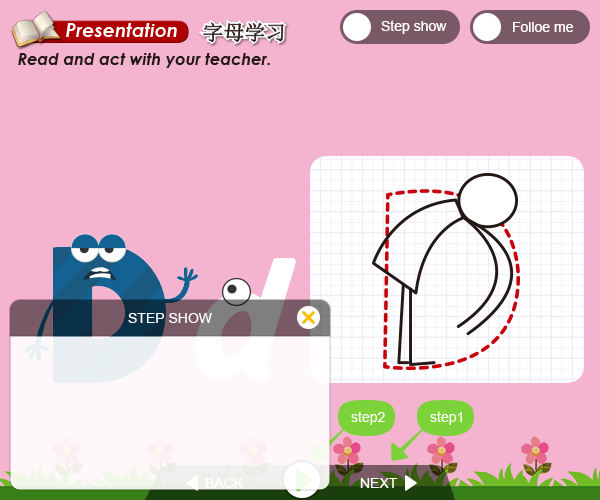 Presentation 字母学习
Step show
Folloe me
Read and act with your teacher.
D d
STEP SHOW
step2
step1
BACK
NEXT